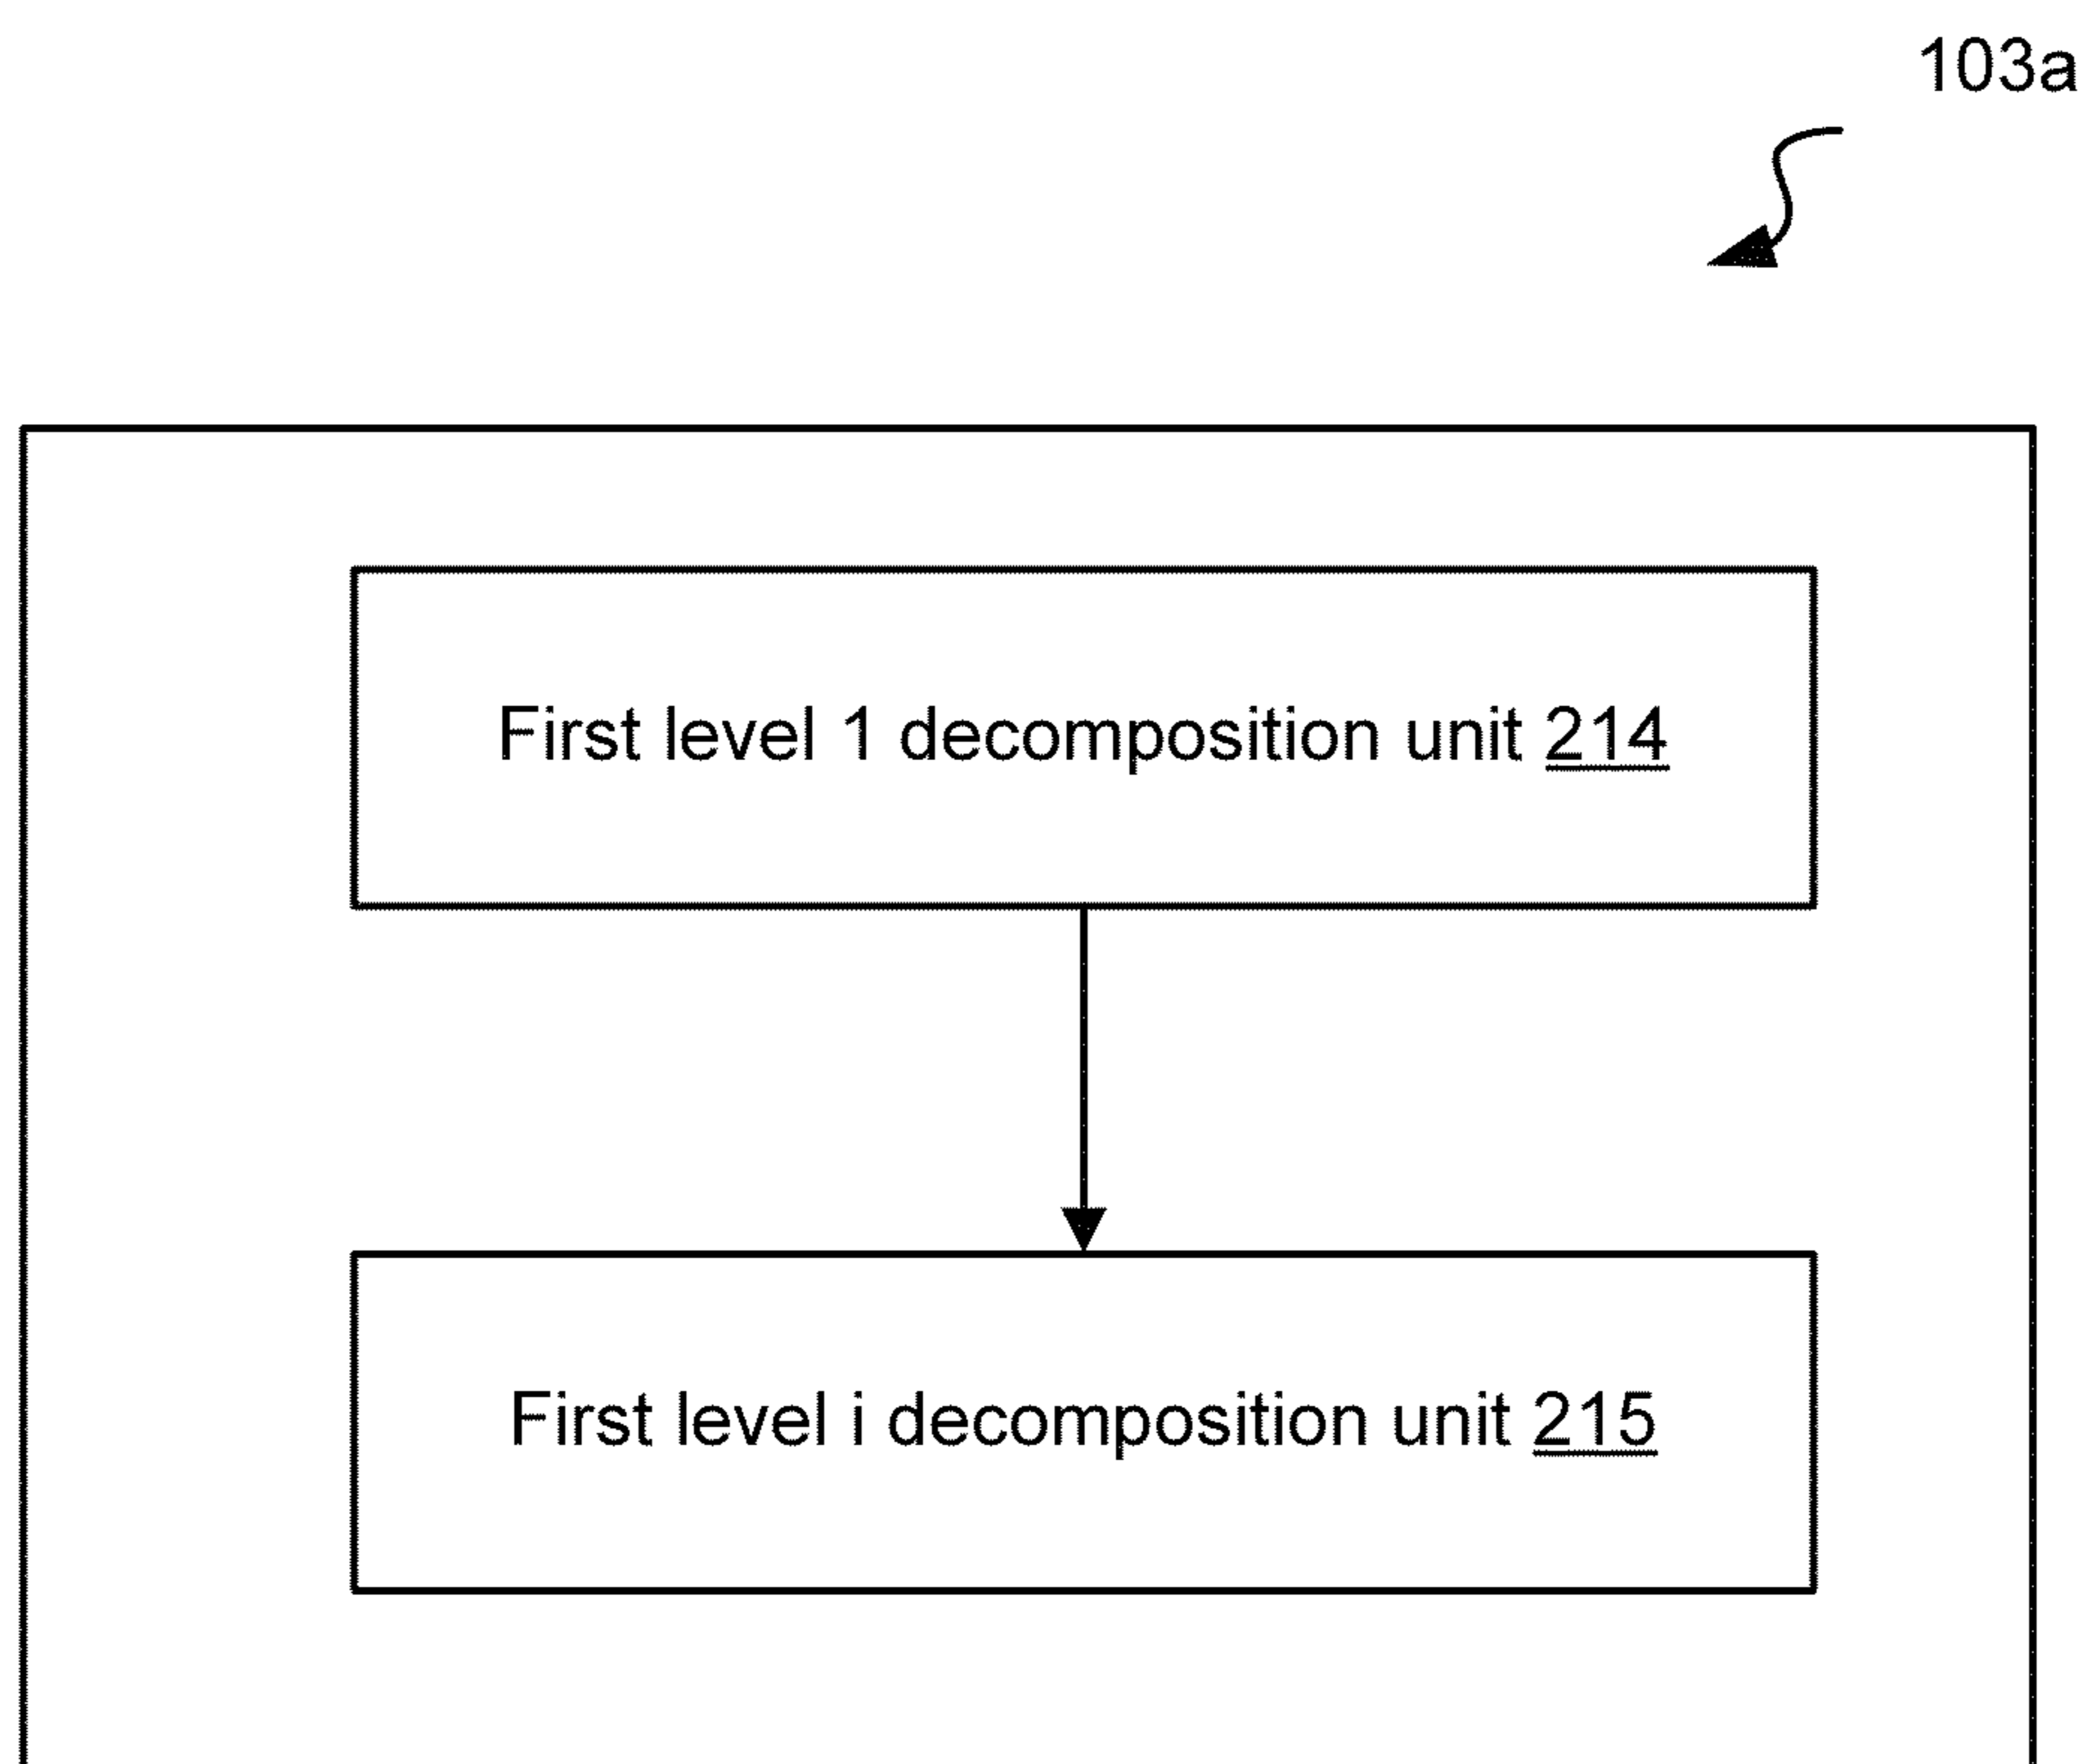 103a
First level 1 decomposition unit 214
First level i decomposition unit 215